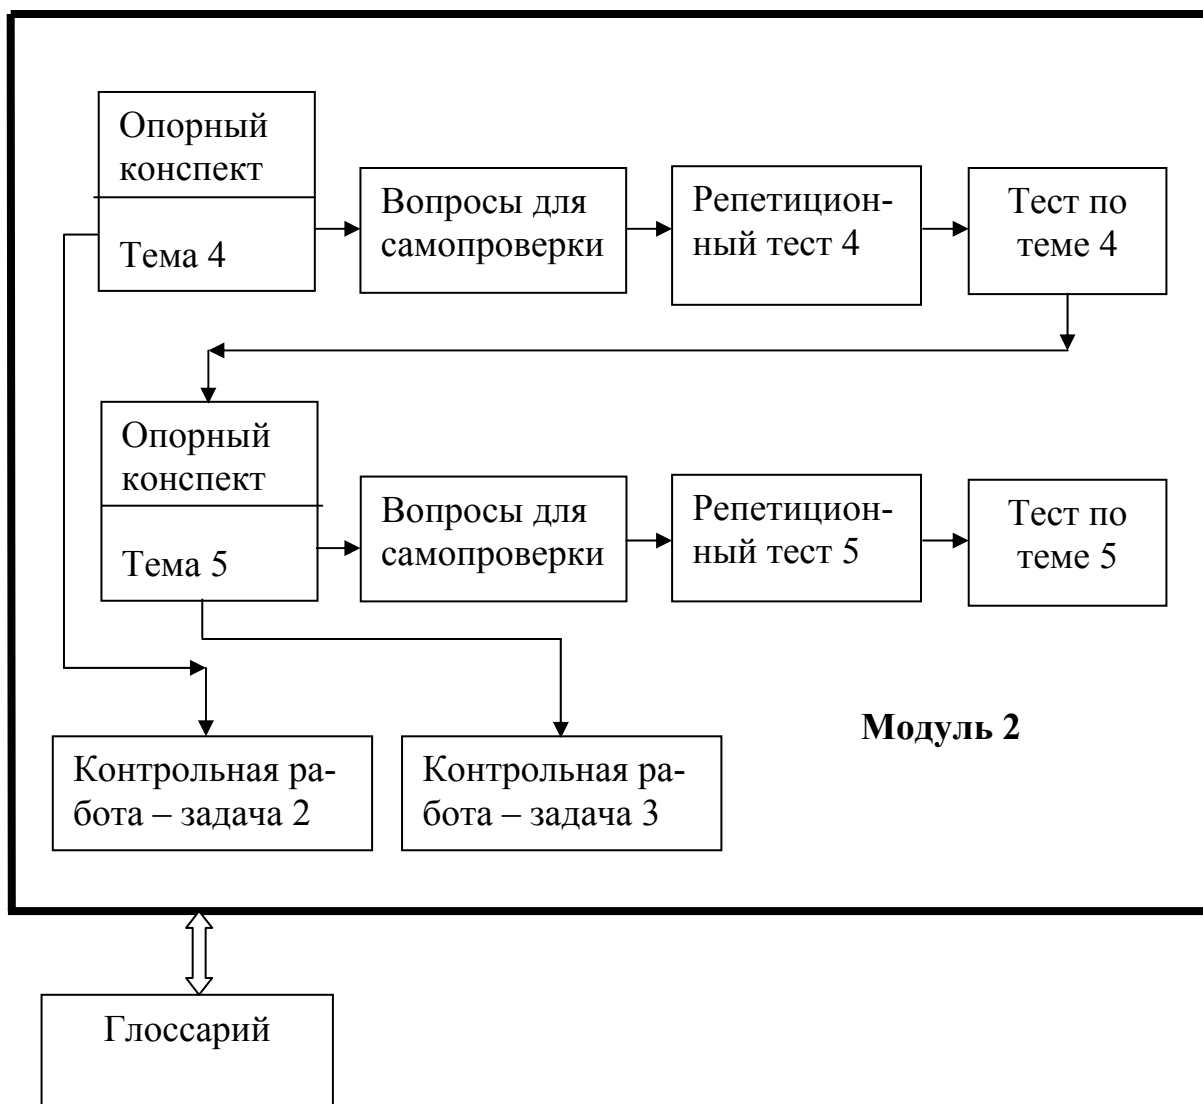 Опорный
конспект
Тема 4
Вопросы для
самопроверки
Репетицион-
ный тест 4
Тест по
теме 4
Опорный
конспект
Тема 5
Вопросы для
самопроверки
Репетицион-
ный тест 5
Тест по
теме 5
Модуль 2
Контрольная ра-
бота – задача 2
Контрольная ра-
бота – задача 3
Глоссарий